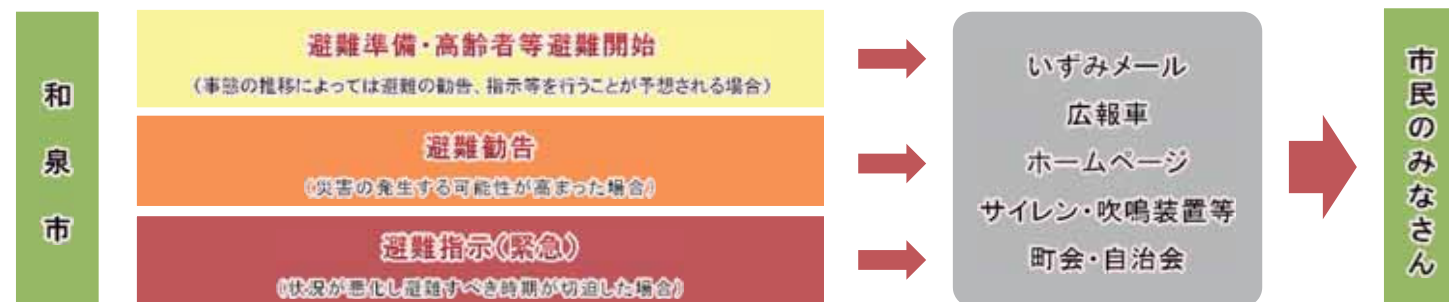 和泉市
避難準備・高齢者等避難開始
（事態の推移によっては避難の勧告、指示等を行うことが予想される場合）
避難勧告
（災害の発生する可能性が高まった場合）
避難指示（緊急）
（状況が悪化し避難すべき時期が切迫した場合）
いずみメール
広報車
ホームページ
サイレン・吹鳴装置等
町会・自治会
市民のみなさん